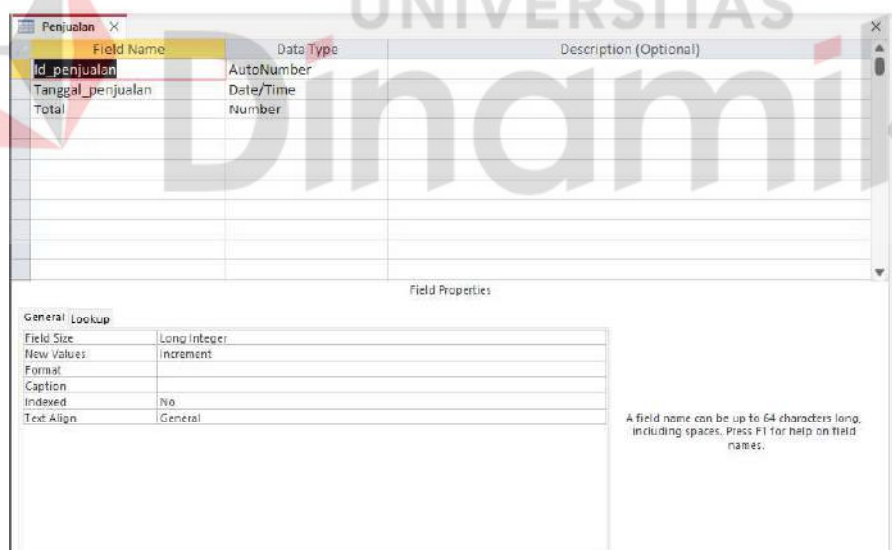 UNIVERSITAS
Dinamik
Penjualan
Field Name Data Type Description (Optional)
Id_penjualan AutoNumber
Tanggal_penjualan Date/Time
Total Number
Field Properties
General Lookup
Field Size Long Integer
New Values Increment
Format
Caption
Indexed No
Text Align General
A field name can be up to 64 characters long,
including spaces. Press F1 for help on field
names.